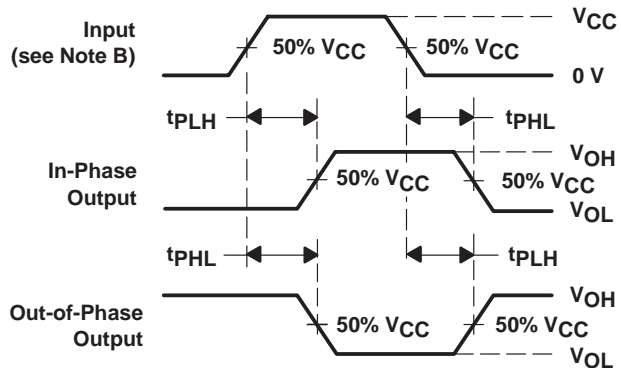 Input
(see Note B)
VCC
50% VCC
50% VCC
0 V
tPLH
tPHL
In-Phase
Output
VOH
50% VCC
50% VCC
VOL
tPHL
tPLH
Out-of-Phase
Output
VOH
50% VCC
50% VCC
VOL